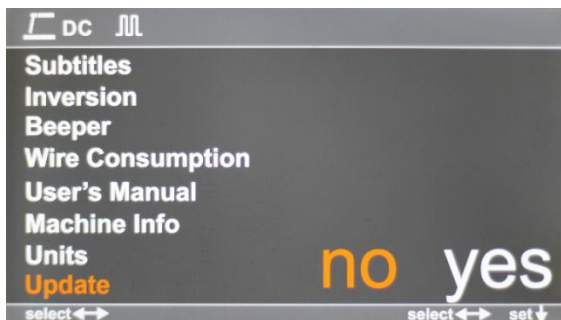 DC
Subtitles
Inversion
Beeper
Wire Consumption
User's Manual
Machine Info
Units
Update no yes
select select set